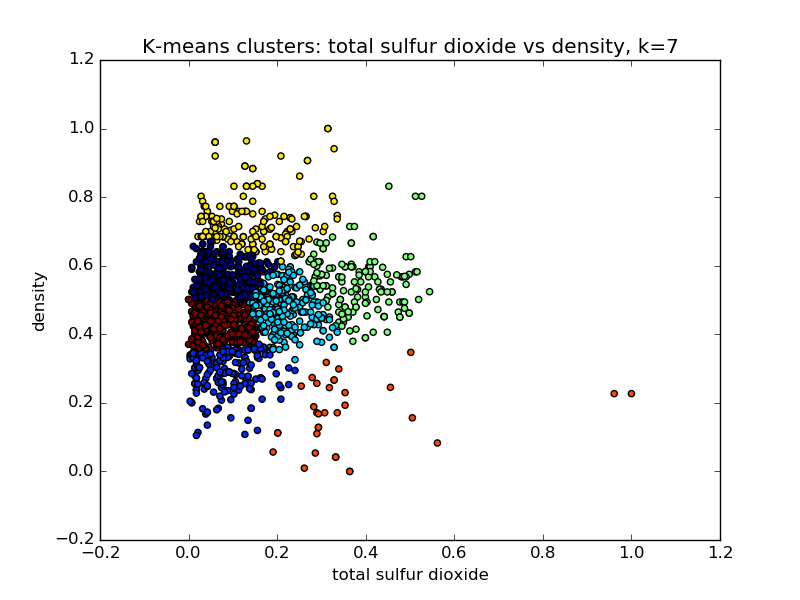 K-means clusters: total sulfur dioxide vs density, k=7
1.2
1.0
0.8
0.6
0.4
0.2
0.0
−0.2
density
−0.2 0.0 0.2 0.4 0.6 0.8 1.0 1.2
total sulfur dioxide